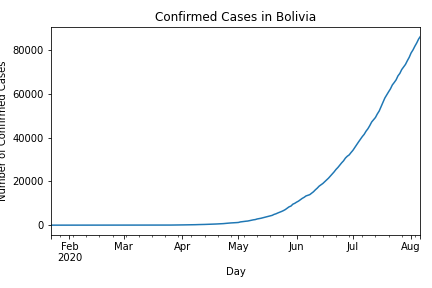 Confirmed Cases in Bolivia
Number of Confirmed Cases
80000
60000
40000
20000
0
Feb
2020
Mar
Apr
May
Jun
Jul
Aug
Day